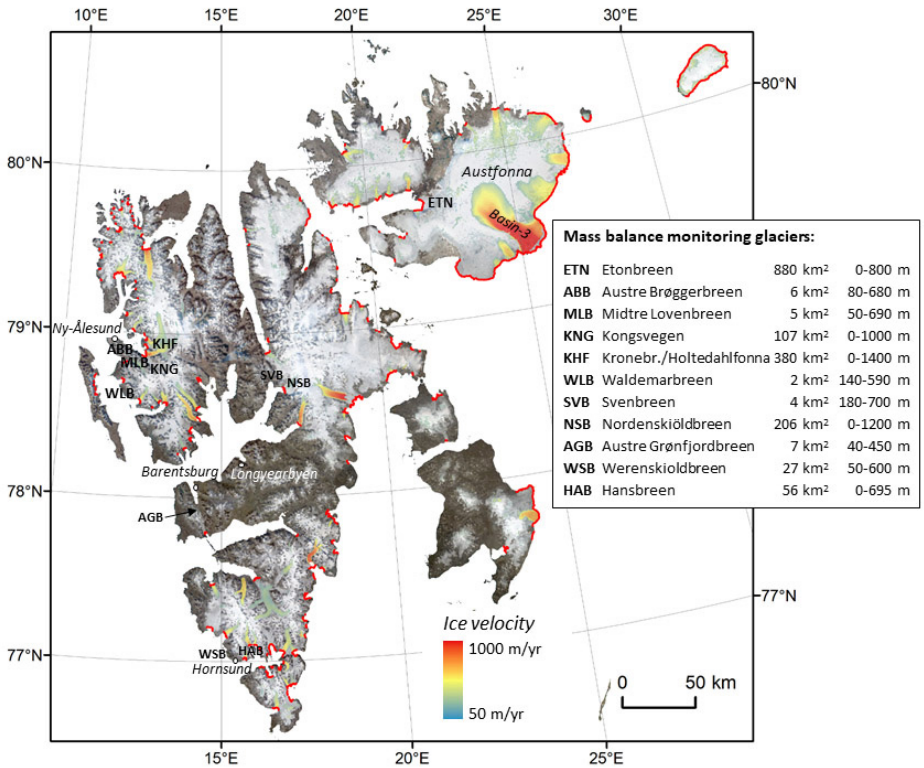 10°E 15°E 20°E 25°E 30°E
80°N
80°N
Austfonna
ETN
Basin-3
Mass balance monitoring glaciers:
ETN Etonbreen 880 km² 0-800 m
ABB Austre Brøggerbreen 6 km² 80-680 m
MLB Midtre Lovenbreen 5 km² 50-690 m
KNG Kongsvegen 107 km² 0-1000 m
KHF Kronebr./Holtedahlfonna 380 km² 0-1400 m
WLB Waldemarbreen 2 km² 140-590 m
SVB Svenbreen 4 km² 180-700 m
NSB Nordenskiöldbreen 206 km² 0-1200 m
AGB Austre Grønfjordbreen 7 km² 40-450 m
WSB Werenskioldbreen 27 km² 50-600 m
HAB Hansbreen 56 km² 0-695 m
79°N
Ny-Ålesund
ABB
KHF
MLB
KNG
WLB
SVB
NSB
Barentsburg
Longyearbyen
78°N
AGB
77°N
Ice velocity
1000 m/yr
50 m/yr
77°N
WSB
HAB
Hornsund
0 50 km
15°E 20°E 25°E